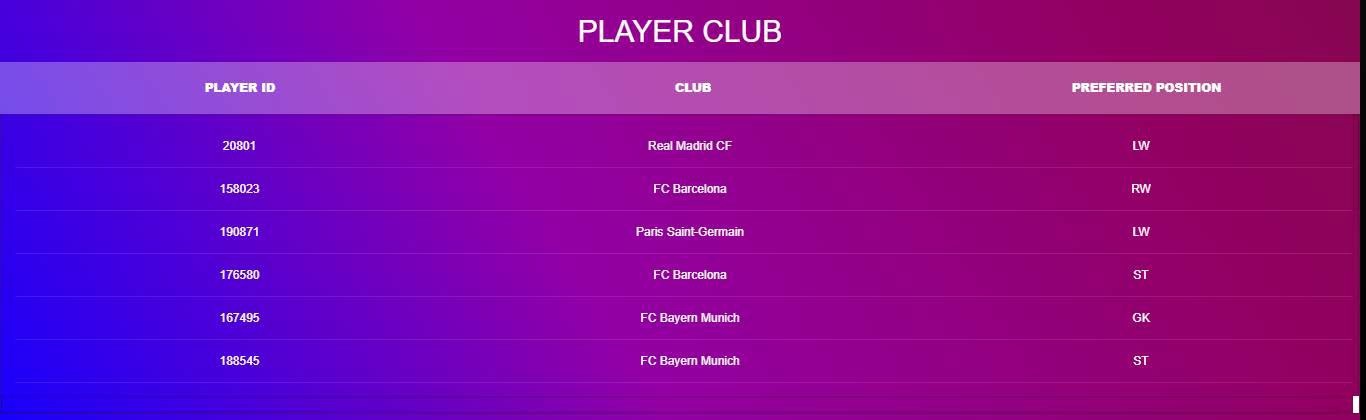 PLAYER CLUB
PLAYER ID CLUB PREFERRED POSITION
20801 Real Madrid CF LW
158023 FC Barcelona RW
190871 Paris Saint-Germain LW
176580 FC Barcelona ST
167495 FC Bayern Munich GK
188545 FC Bayern Munich ST